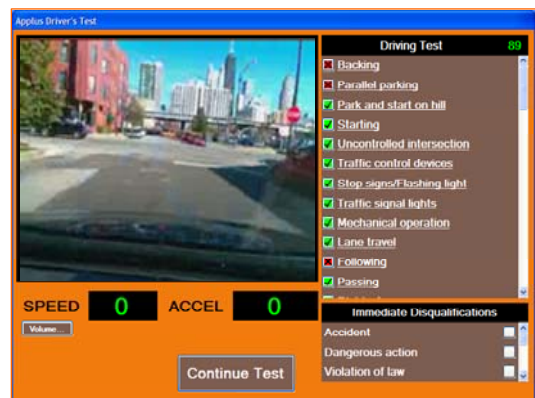 Applus Driver's Test
Driving Test 89
Backing
Parallel parking
Park and start on hill
Starting
Uncontrolled intersection
Traffic control devices
Stop signs/Flashing light
Traffic signal lights
Mechanical operation
Lane travel
Following
Passing
SPEED 0 ACCEL 0
Volume...
Immediate Disqualifications
Accident
Dangerous action
Violation of law
Continue Test